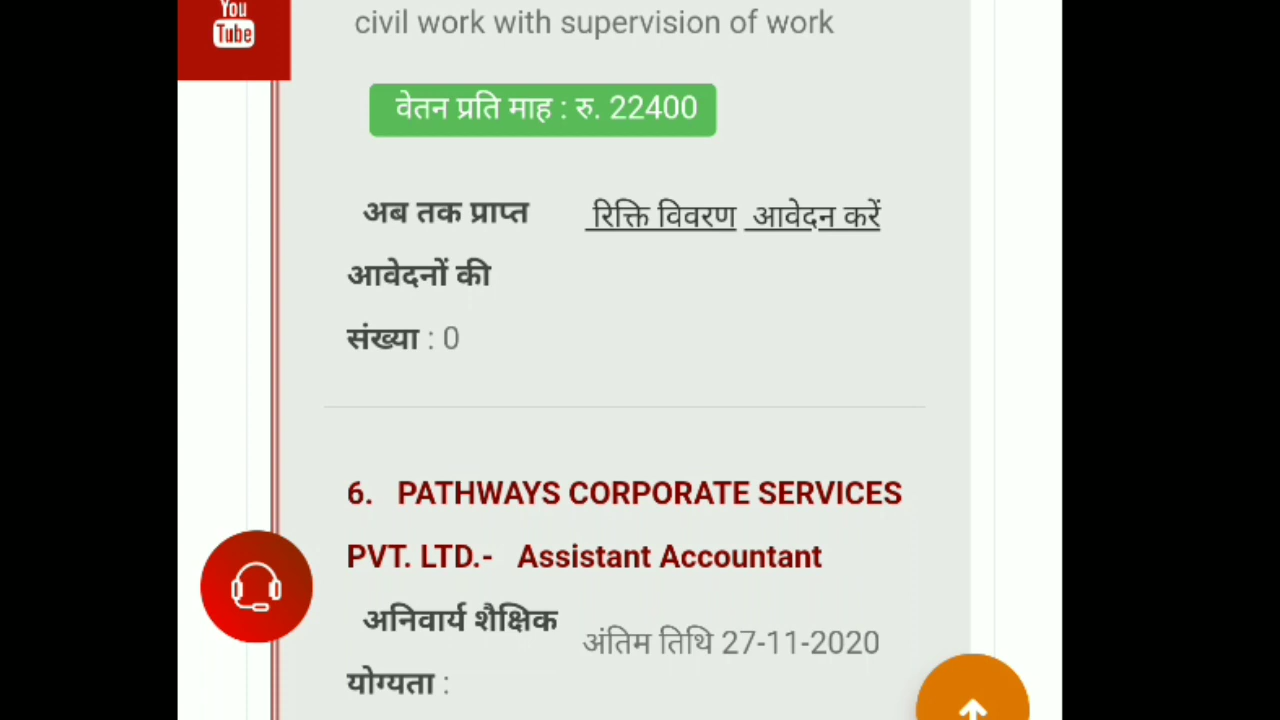 You
Tube
civil work with supervision of work
वेतन प्रति माह : रु. 22400
अब तक प्राप्त रिक्ति विवरण आवेदन करें
आवेदनों की
संख्या : 0
6. PATHWAYS CORPORATE SERVICES
PVT. LTD.- Assistant Accountant
अनिवार्य शैक्षिक अंतिम तिथि 27-11-2020
योग्यता :